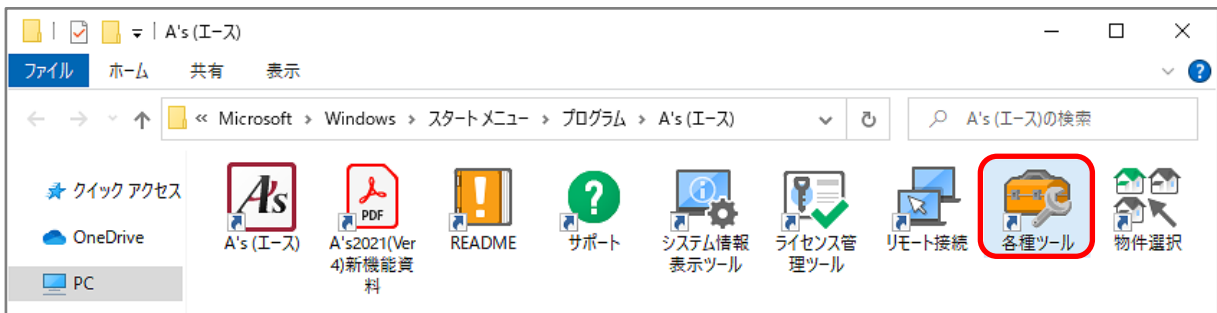 A's (エース)
ファイル ホーム 共有 表示
« Microsoft › Windows › スタート メニュー › プログラム › A's (エース)
A's (エース)の検索
クイック アクセス
OneDrive
PC
A's
A's (エース)
PDF
A's2021(Ver
4)新機能資
料
README
サポート
システム情報
表示ツール
ライセンス管
理ツール
リモート接続
各種ツール
物件選択